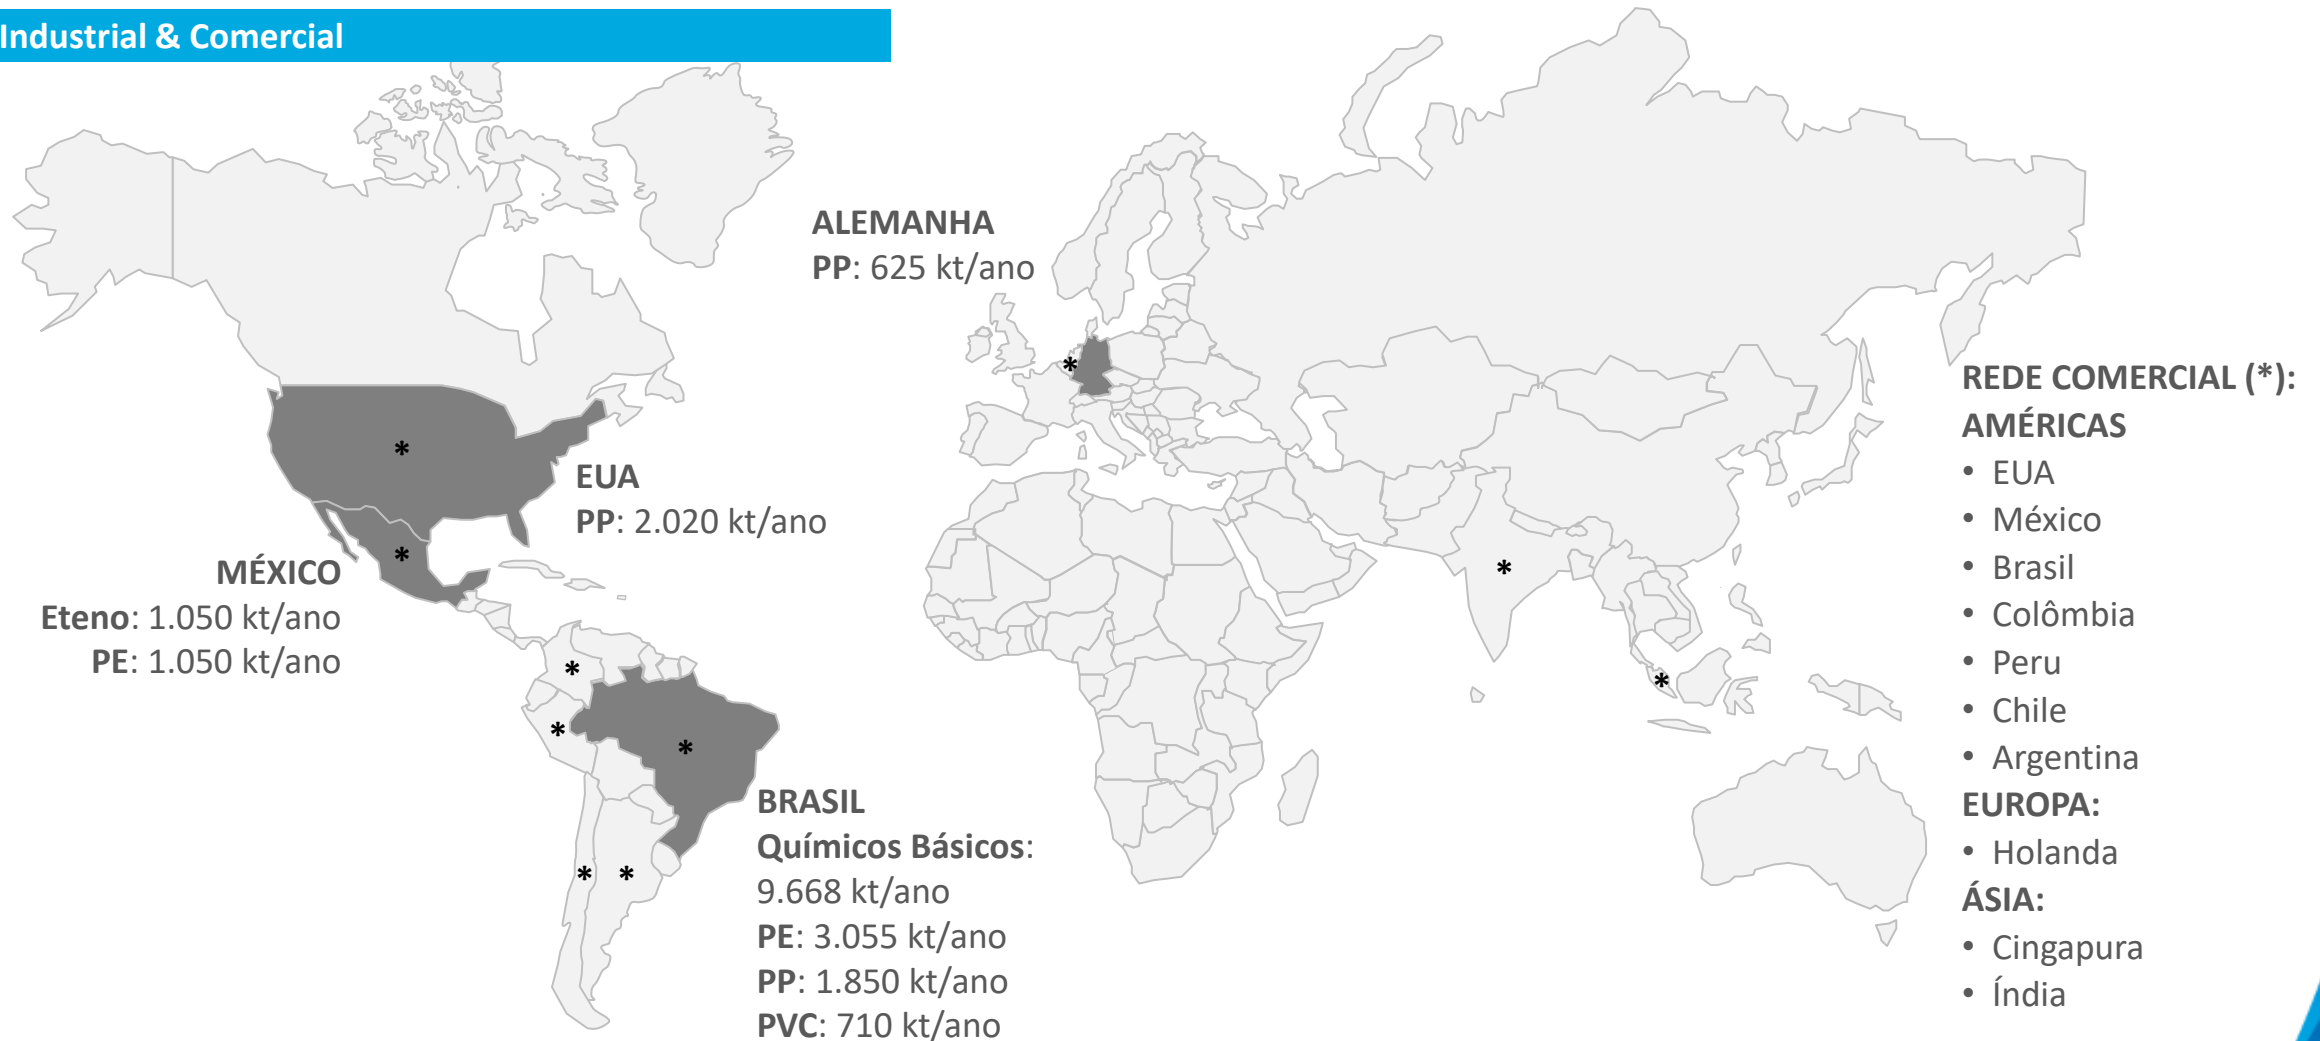 Industrial & Comercial
ALEMANHA
PP: 625 kt/ano
EUA
PP: 2.020 kt/ano
MÉXICO
Eteno: 1.050 kt/ano
PE: 1.050 kt/ano
BRASIL
Químicos Básicos:
9.668 kt/ano
PE: 3.055 kt/ano
PP: 1.850 kt/ano
PVC: 710 kt/ano
REDE COMERCIAL (*):
AMÉRICAS
• EUA
• México
• Brasil
• Colômbia
• Peru
• Chile
• Argentina
EUROPA:
• Holanda
ÁSIA:
• Cingapura
• Índia